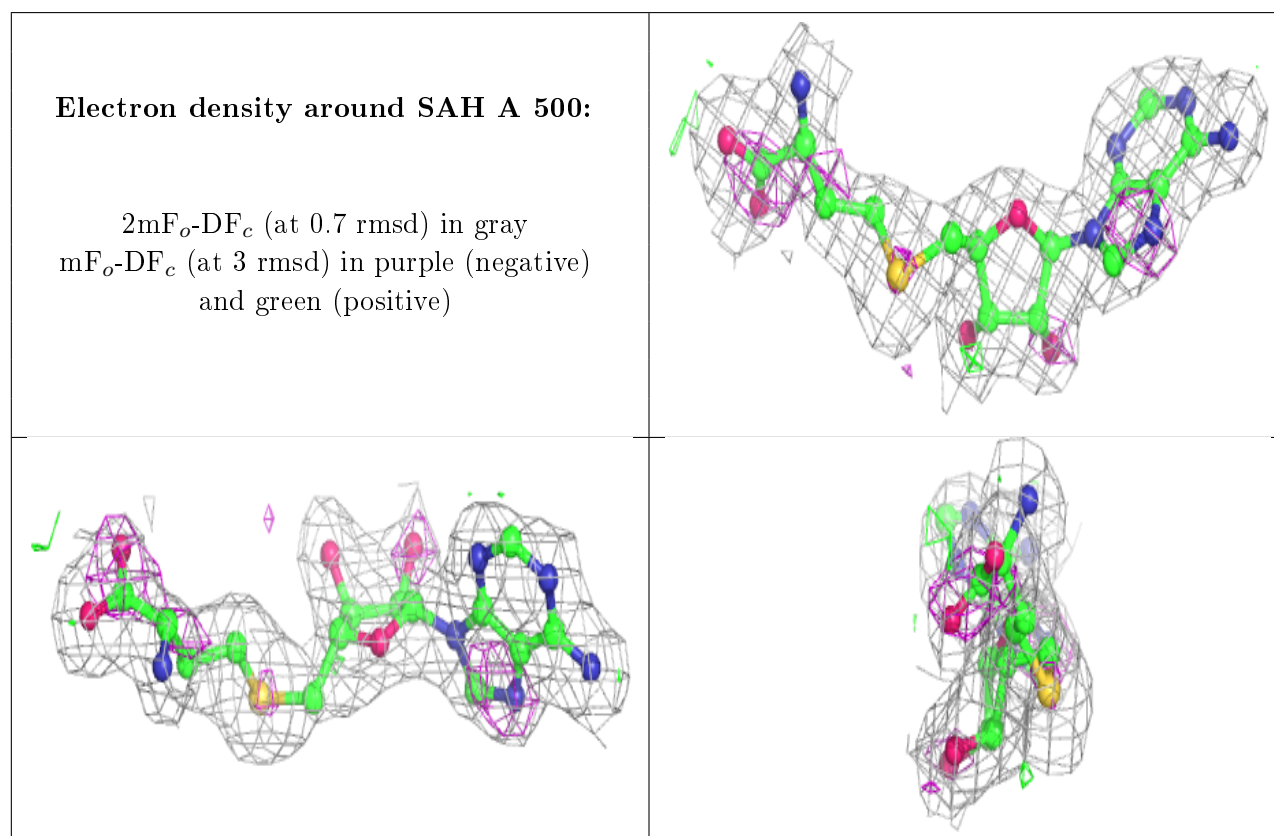 Electron density around SAH A 500:
2mFo-DFc (at 0.7 rmsd) in gray
mFo-DFc (at 3 rmsd) in purple (negative)
and green (positive)